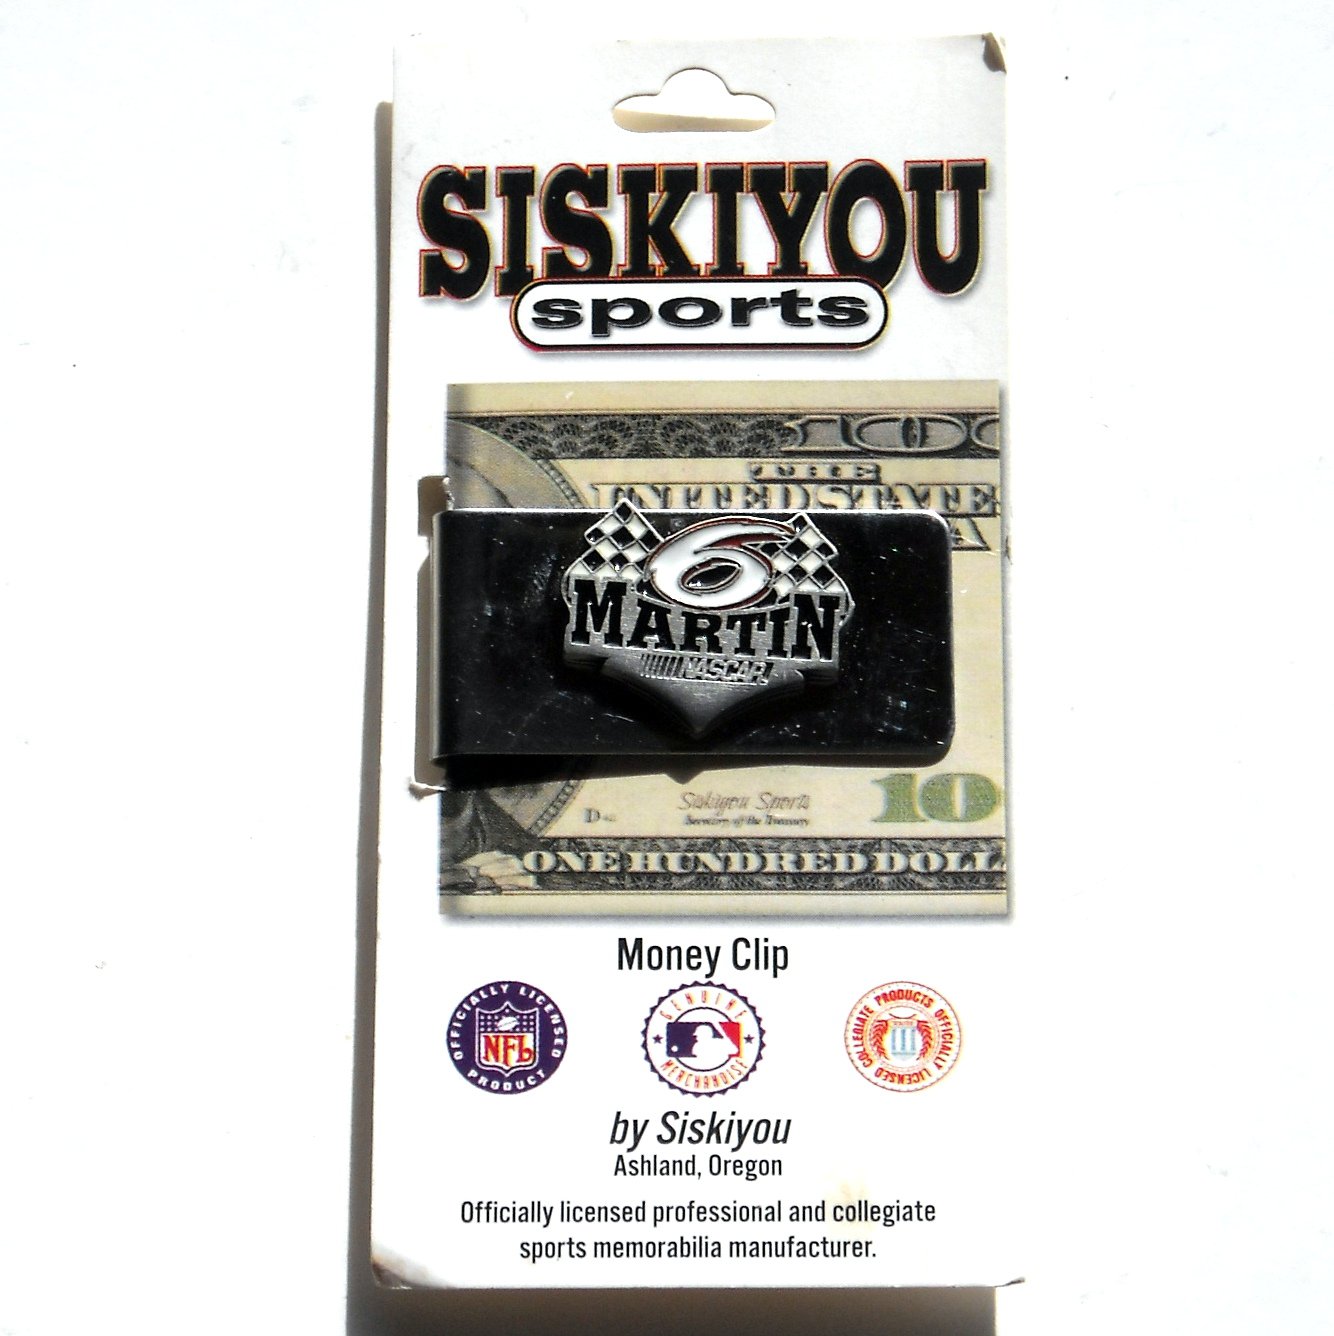 SISKIYOU
sports
100
THE
UNITED STATE
A
6
MARTIN
NASCAR
10
Siskiyou Sports
Secretary of the Treasury
ONE HUNDRED DOLL
Money Clip
OFFICIALLY LICENSED
NFL
PRODUCT
GENUINE
MERCHANDISE
COLLEGIATE PRODUCTS OFFICIALLY LICENSED
by Siskiyou
Ashland, Oregon
Officially licensed professional and collegiate
sports memorabilia manufacturer.